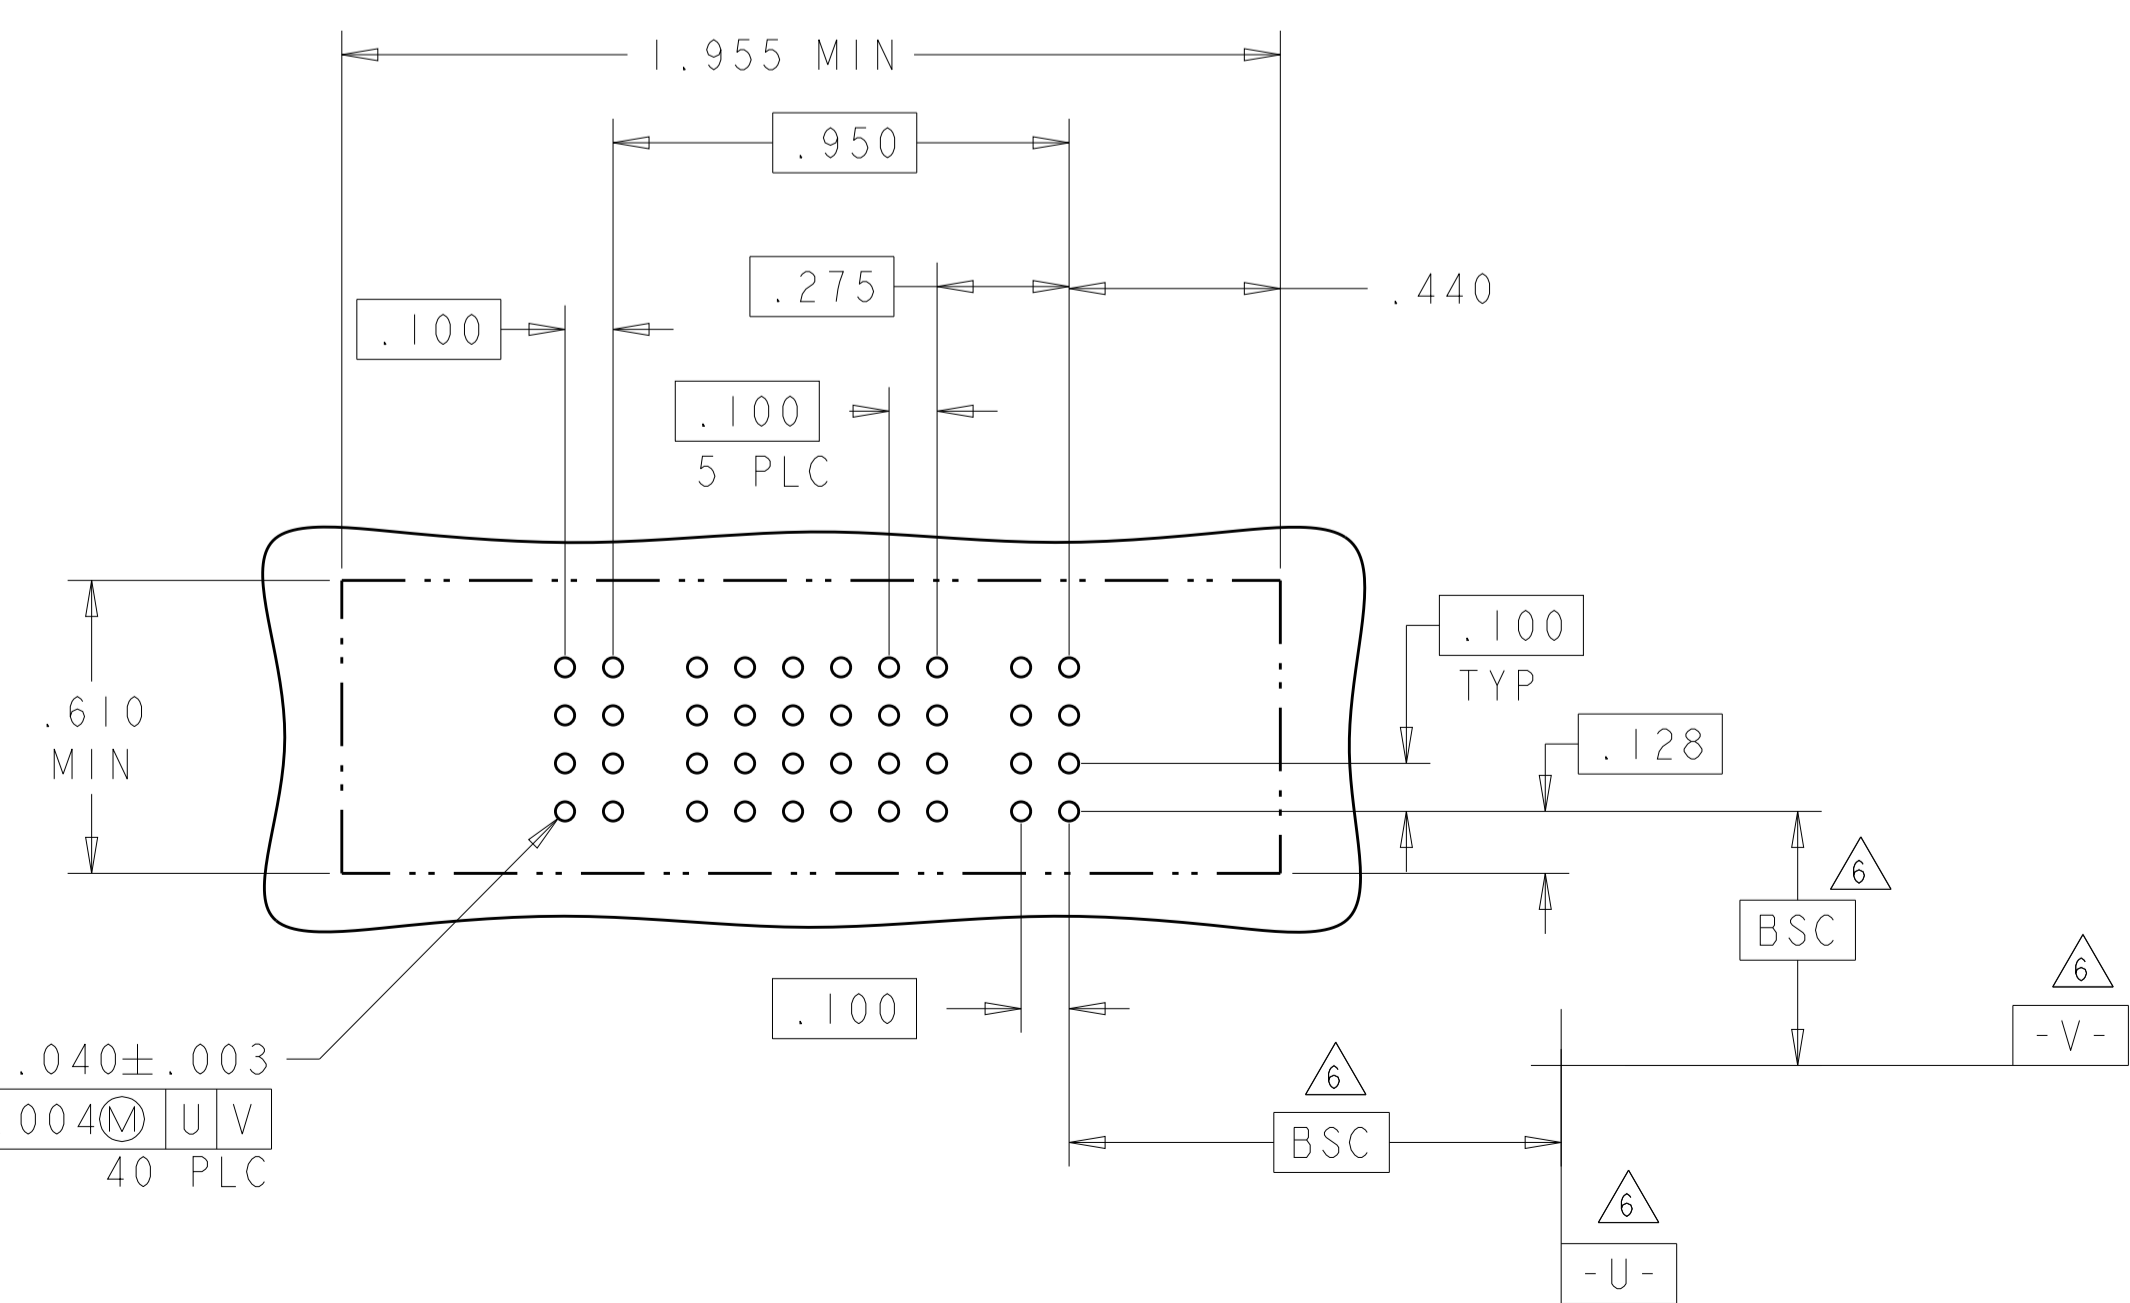 1.955 MIN
.950
.275
.440
.100
.100
5 PLC
.100
TYP
.610
MIN
.128
6
BSC
6
-V-
.100
.040±.003
004Ⓜ U V
40 PLC
6
BSC
6
-U-